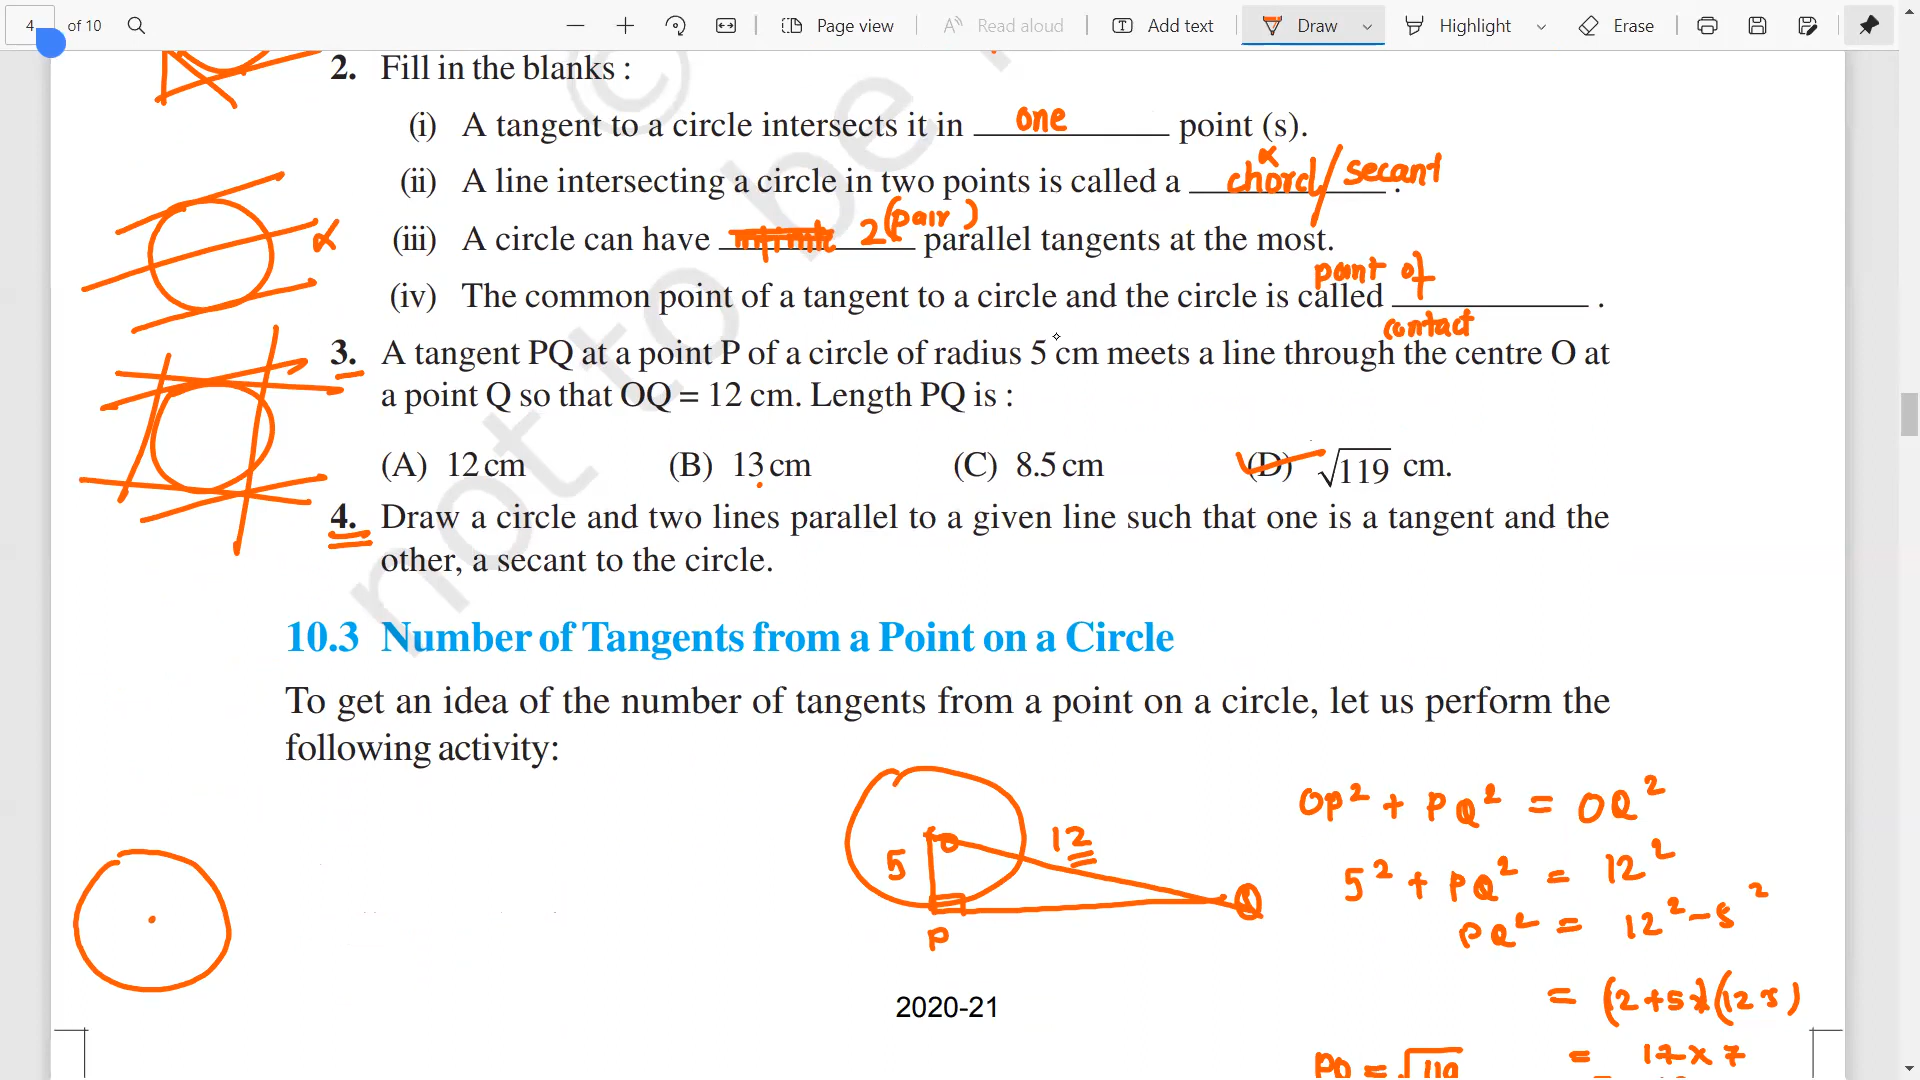 4 of 10 Page view Read aloud Add text Draw Highlight Erase
2. Fill in the blanks :
(i) A tangent to a circle intersects it in one point (s).
(ii) A line intersecting a circle in two points is called a chord/secant .
(iii) A circle can have 2(pair) parallel tangents at the most.
(iv) The common point of a tangent to a circle and the circle is called point of contact .
3. A tangent PQ at a point P of a circle of radius 5 cm meets a line through the centre O at
a point Q so that OQ = 12 cm. Length PQ is :
(A) 12 cm (B) 13 cm (C) 8.5 cm (D) √119 cm.
4. Draw a circle and two lines parallel to a given line such that one is a tangent and the
other, a secant to the circle.
10.3 Number of Tangents from a Point on a Circle
To get an idea of the number of tangents from a point on a circle, let us perform the
following activity:
O 5 12 P Q
OP² + PQ² = OQ²
5² + PQ² = 12²
PQ² = 12² - 5²
= (2+5)(12 5)
= 17 x 7
PQ = √119
2020-21
© not to be